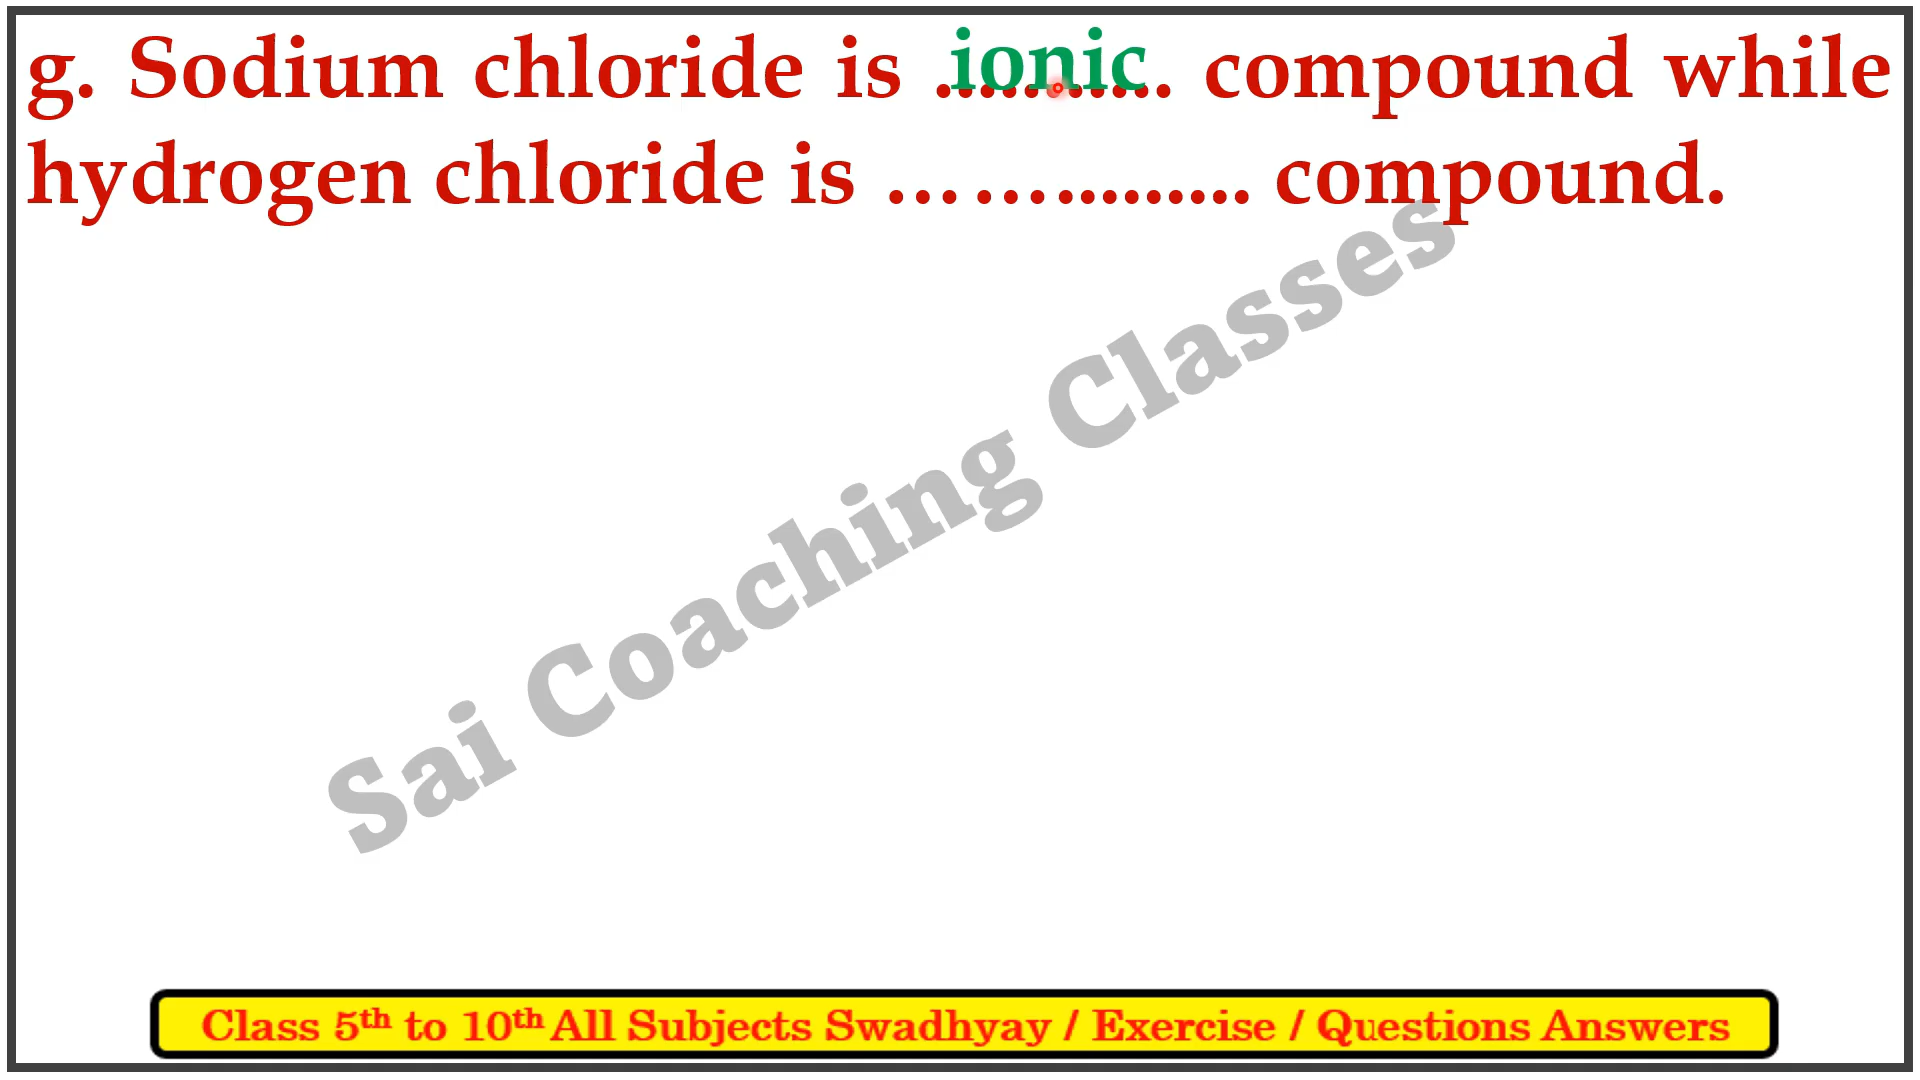 g. Sodium chloride is ...ionic... compound while
hydrogen chloride is ……......... compound.
Sai Coaching Classes
Class 5th to 10th All Subjects Swadhyay / Exercise / Questions Answers